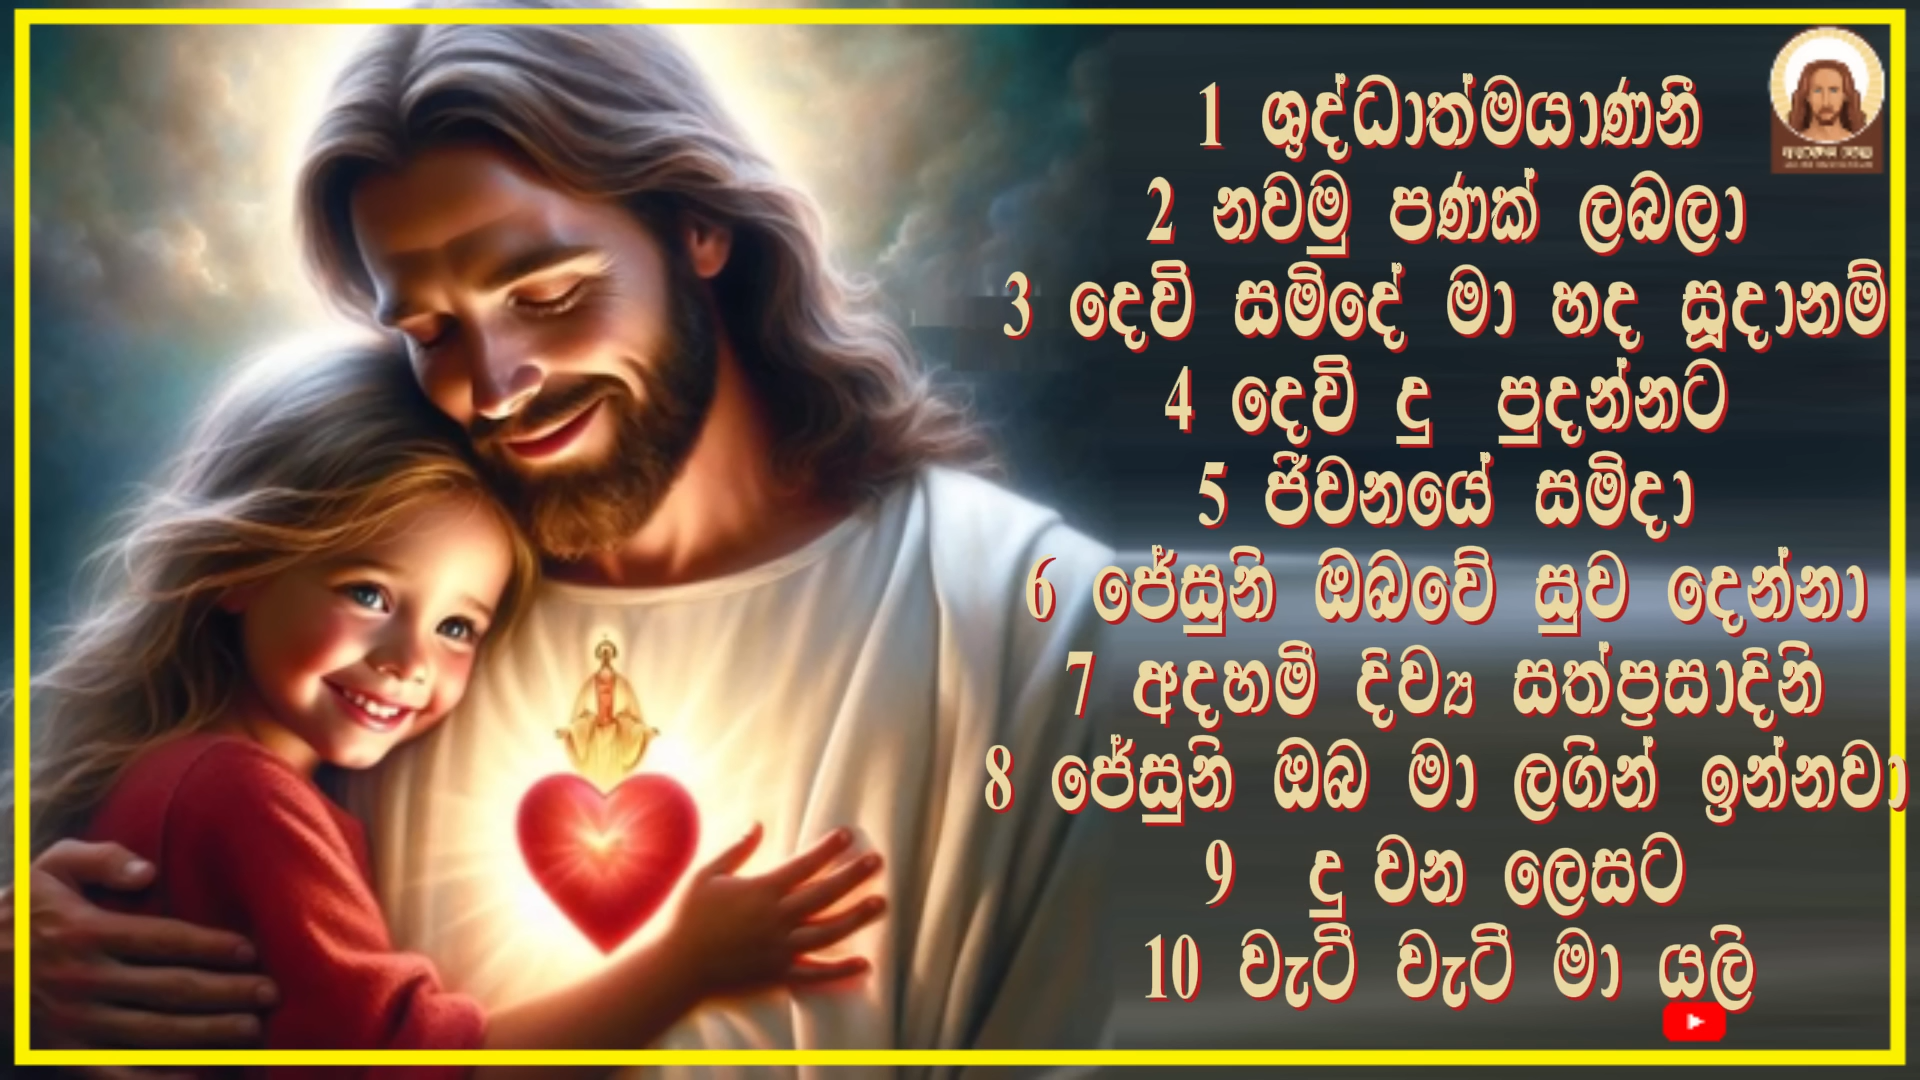 1 ශුද්ධාත්මයාණනී
2 නවමු පණක් ලබලා
3 දෙවි සමිදේ මා හද සූදානම්
4 දෙවි දු පුදන්නට
5 ජීවනයේ සමිදා
6 ජේසුනි ඔබවේ සුව දෙන්නා
7 අදහමී දිව්‍ය සත්ප්‍රසාදිනි
8 ජේසුනි ඔබ මා ලගින් ඉන්නවා
9 දු වන ලෙසට
10 වැටී වැටී මා යලි